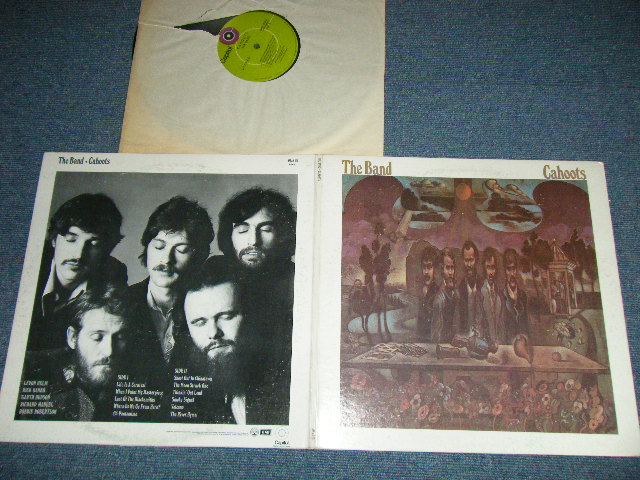 The Band • Cahoots
The Band
Cahoots
LEVON HELM
RICK DANKO
GARTH HUDSON
RICHARD MANUEL
ROBBIE ROBERTSON
SIDE I
Life Is A Carnival
When I Paint My Masterpiece
Last Of The Blacksmiths
Where Do We Go From Here?
4% Pantomime
SIDE II
Shoot Out In Chinatown
The Moon Struck One
Thinkin' Out Loud
Smoke Signal
Volcano
The River Hymn
Capitol